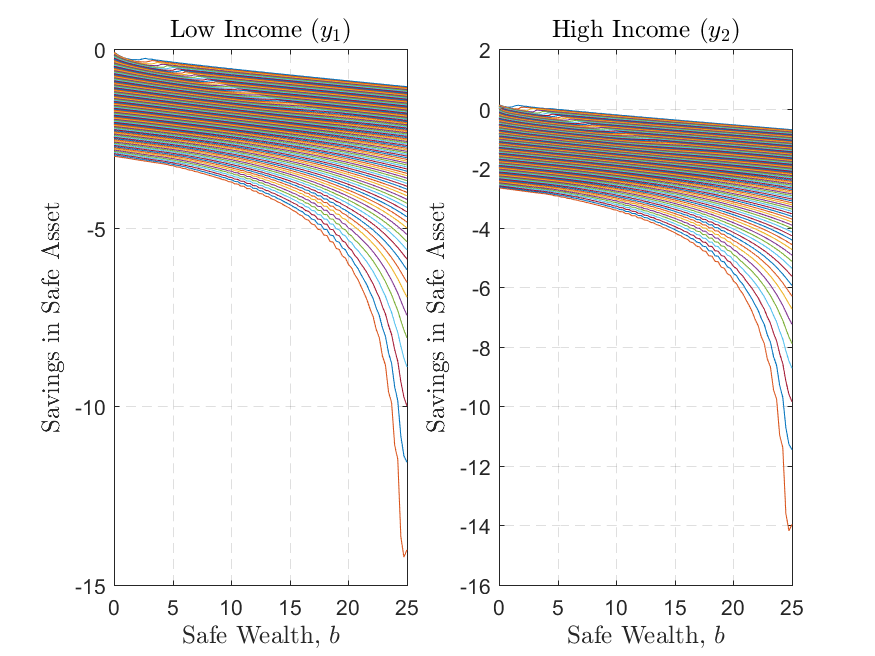 Low Income (y₁)
0
-5
-10
-15
0 5 10 15 20 25
Savings in Safe Asset
Safe Wealth, b
High Income (y₂)
2
0
-2
-4
-6
-8
-10
-12
-14
-16
0 5 10 15 20 25
Savings in Safe Asset
Safe Wealth, b